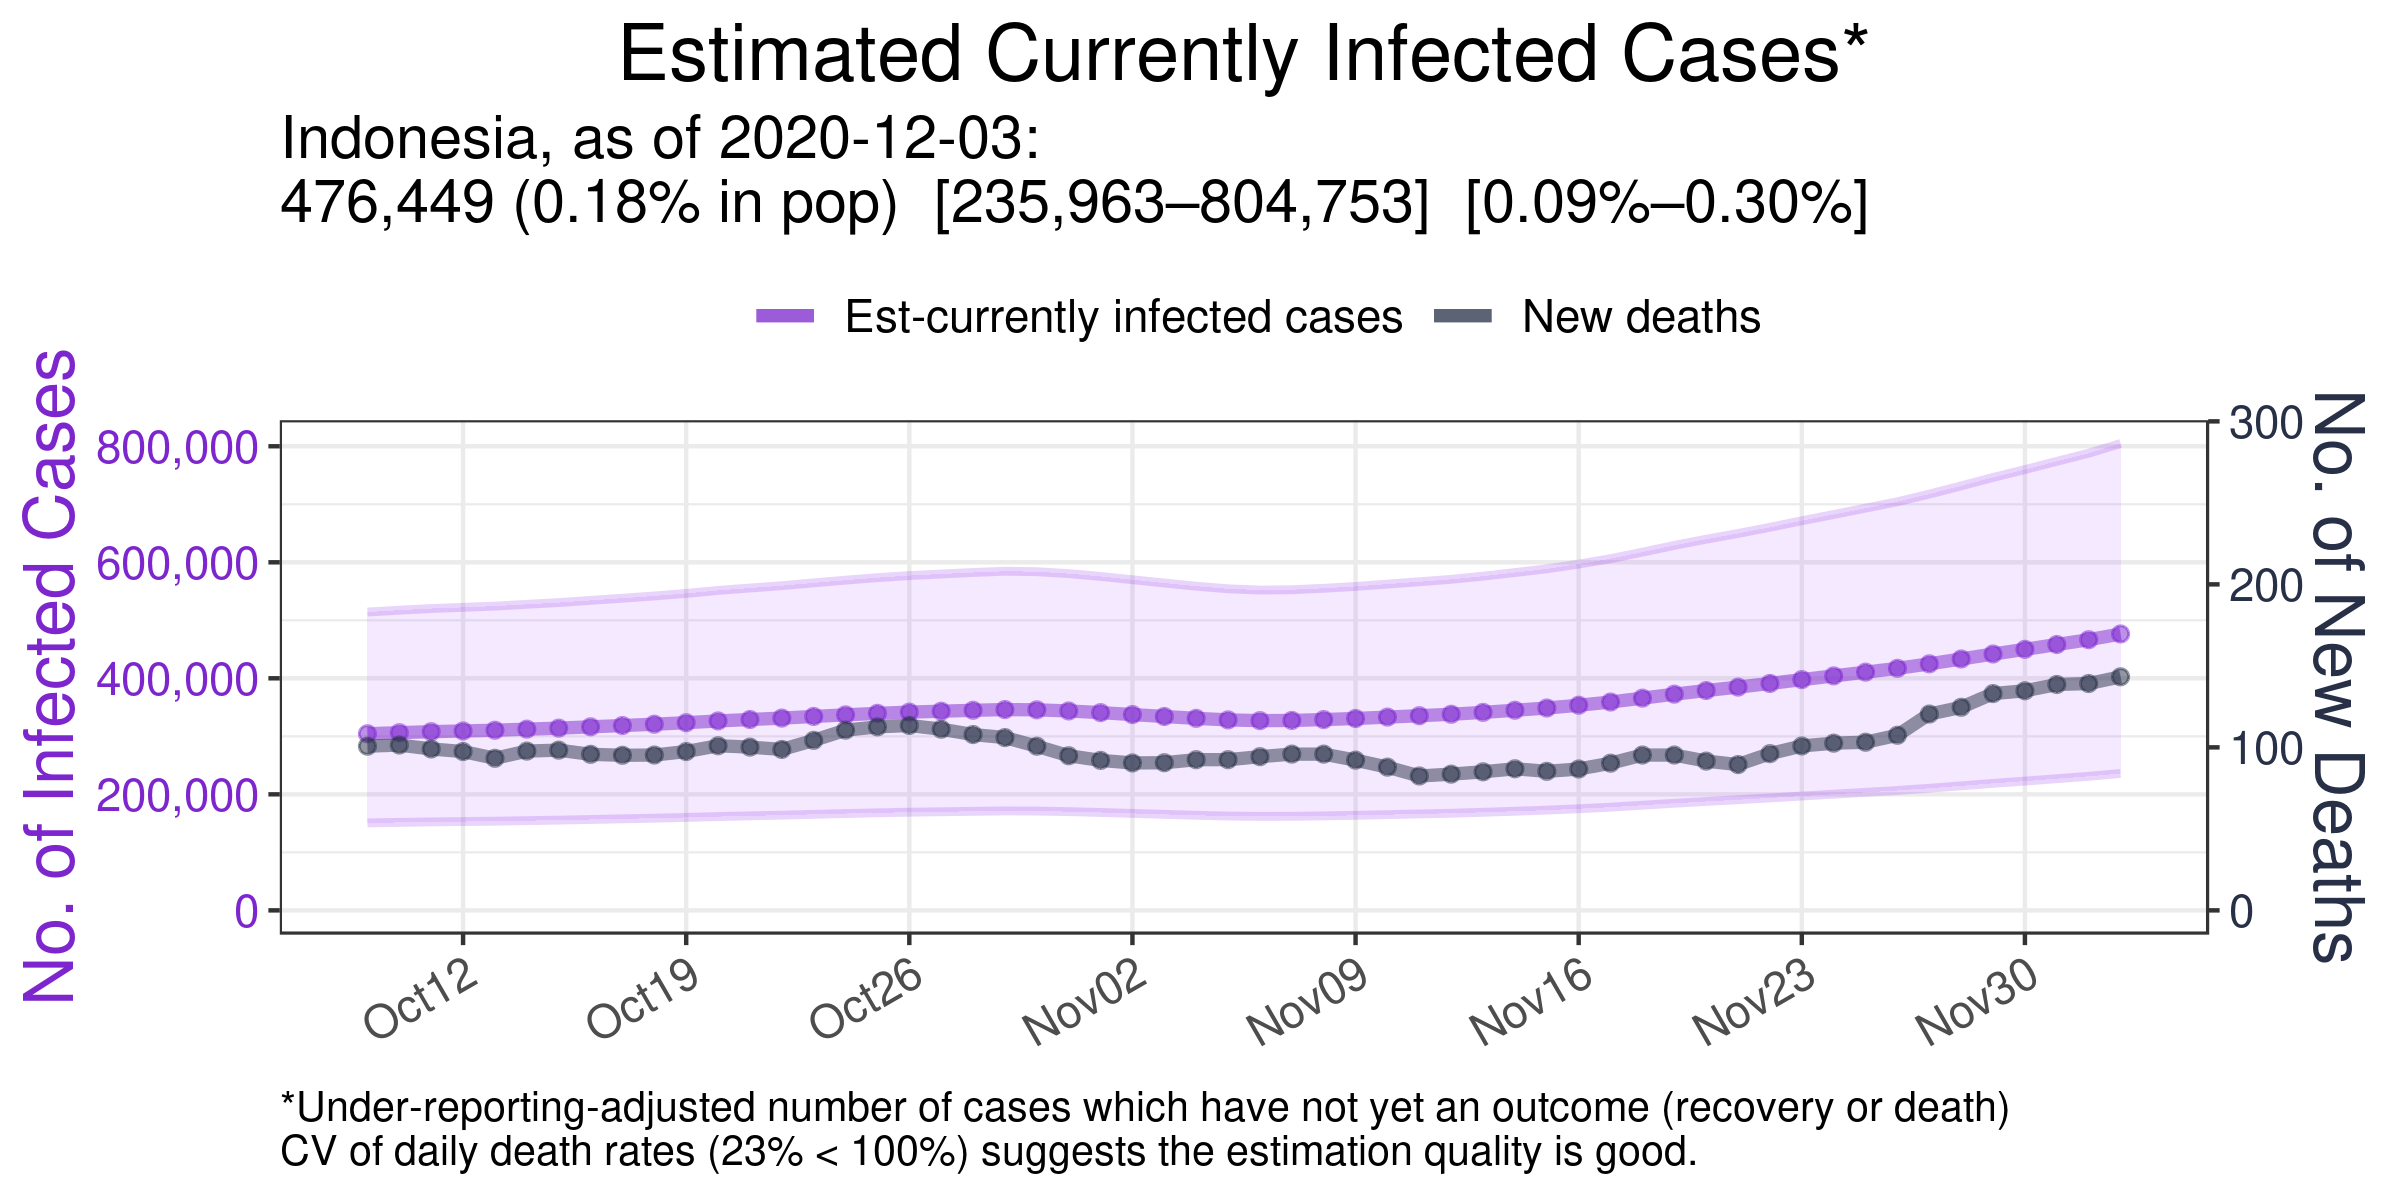 Estimated Currently Infected Cases*
Indonesia, as of 2020-12-03:
476,449 (0.18% in pop)  [235,963–804,753]  [0.09%–0.30%]
Est-currently infected cases
New deaths
No. of Infected Cases
800,000
600,000
400,000
200,000
0
300
200
100
0
No. of New Deaths
Oct12
Oct19
Oct26
Nov02
Nov09
Nov16
Nov23
Nov30
*Under-reporting-adjusted number of cases which have not yet an outcome (recovery or death)
CV of daily death rates (23% < 100%) suggests the estimation quality is good.